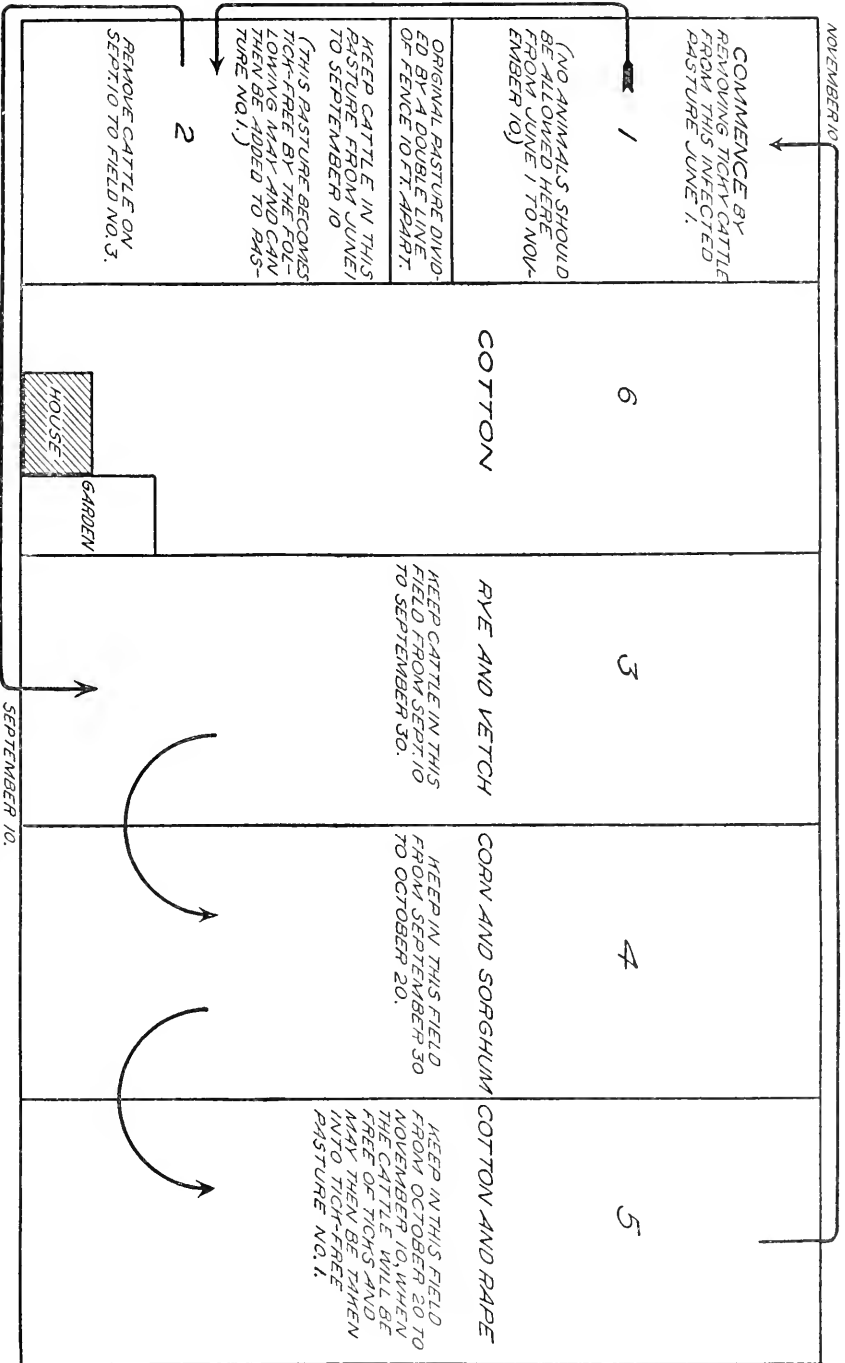 NOVEMBER 10
COMMENCE BY
REMOVING TICKY CATTLE
FROM THIS INFECTED
PASTURE JUNE 1.
1
(NO ANIMALS SHOULD
BE ALLOWED HERE
FROM JUNE 1 TO NOV-
EMBER 10.)
ORIGINAL PASTURE DIVID-
ED BY A DOUBLE LINE
OF FENCE 10 FT. APART.
KEEP CATTLE IN THIS
PASTURE FROM JUNE 1
TO SEPTEMBER 10
(THIS PASTURE BECOMES
TICK-FREE BY THE FOL-
LOWING MAY AND CAN
THEN BE ADDED TO PAS-
TURE NO.1.)
2
REMOVE CATTLE ON
SEPT. 10 TO FIELD NO. 3.
6
COTTON
HOUSE
GARDEN
3
RYE AND VETCH
KEEP CATTLE IN THIS
FIELD FROM SEPT. 10
TO SEPTEMBER 30.
4
CORN AND SORGHUM
KEEP IN THIS FIELD
FROM SEPTEMBER 30
TO OCTOBER 20.
5
COTTON AND RAPE
KEEP IN THIS FIELD
FROM OCTOBER 20 TO
NOVEMBER 10, WHEN
THE CATTLE WILL BE
FREE OF TICKS AND
MAY THEN BE TAKEN
INTO TICK-FREE
PASTURE NO. 1.
SEPTEMBER 10.